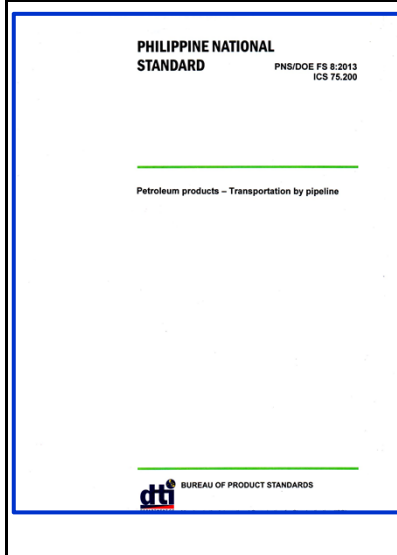 PHILIPPINE NATIONAL
STANDARD
PNS/DOE FS 8:2013
ICS 75.200
Petroleum products – Transportation by pipeline
dti
BUREAU OF PRODUCT STANDARDS